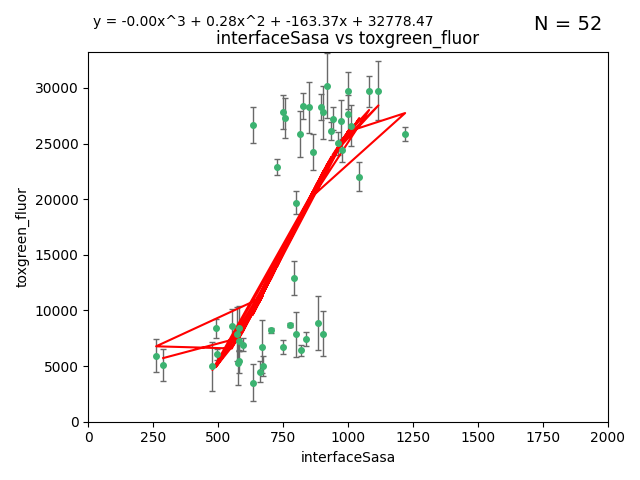 y = -0.00x^3 + 0.28x^2 + -163.37x + 32778.47
N = 52
interfaceSasa vs toxgreen_fluor
30000
25000
20000
15000
10000
5000
0
toxgreen_fluor
0 250 500 750 1000 1250 1500 1750 2000
interfaceSasa